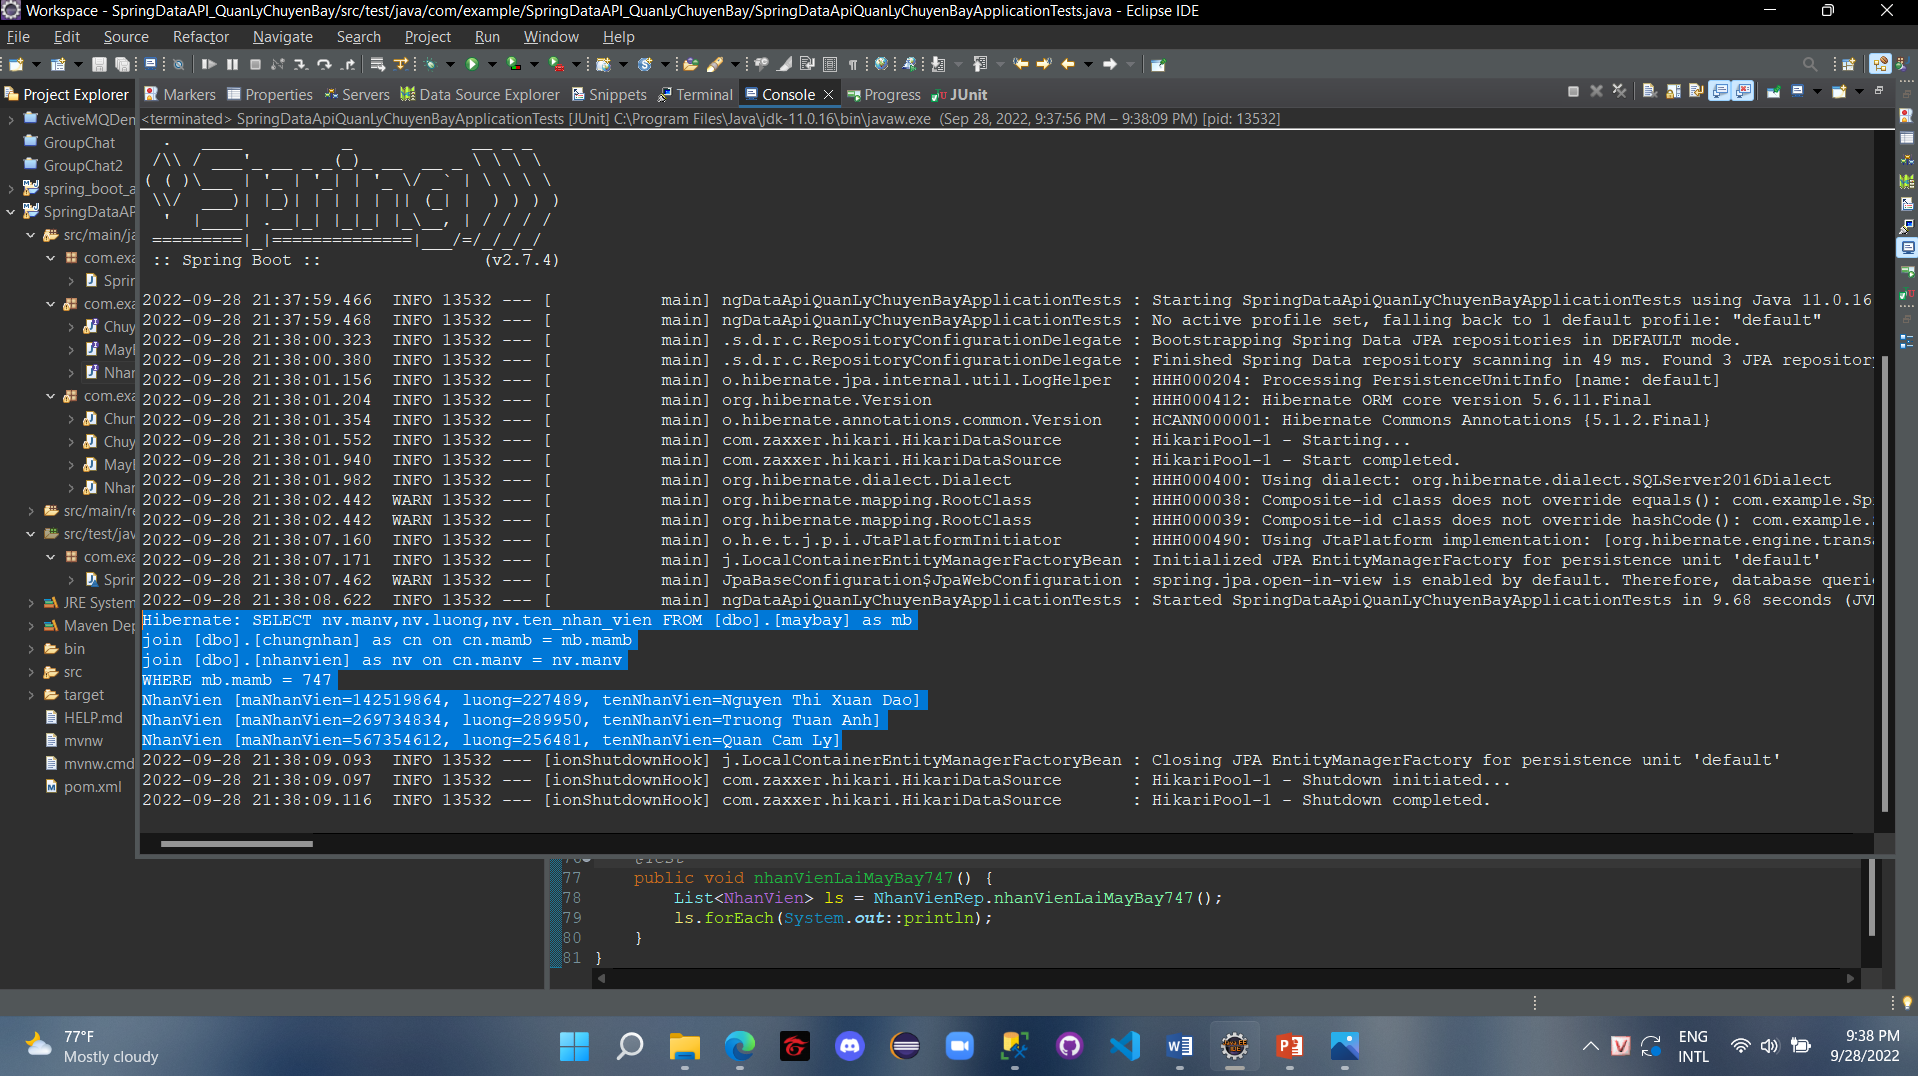 Workspace - SpringDataAPI_QuanLyChuyenBay/src/test/java/com/example/SpringDataAPI_QuanLyChuyenBay/SpringDataApiQuanLyChuyenBayApplicationTests.java - Eclipse IDE
File Edit Source Refactor Navigate Search Project Run Window Help
Project Explorer
Markers Properties Servers Data Source Explorer Snippets Terminal Console Progress JUnit
<terminated> SpringDataApiQuanLyChuyenBayApplicationTests [JUnit] C:\Program Files\Java\jdk-11.0.16\bin\javaw.exe (Sep 28, 2022, 9:37:56 PM – 9:38:09 PM) [pid: 13532]
ActiveMQDem
GroupChat
GroupChat2
spring_boot_a
SpringDataAP
src/main/ja
com.exa
Sprin
com.exa
Chuy
MayB
Nhan
com.exa
Chun
Chuy
MayB
Nhan
src/main/re
src/test/jav
com.exa
Sprin
JRE System
Maven Dep
bin
src
target
HELP.md
mvnw
mvnw.cmd
pom.xml
:: Spring Boot :: (v2.7.4)
2022-09-28 21:37:59.466 INFO 13532 --- [ main] ngDataApiQuanLyChuyenBayApplicationTests : Starting SpringDataApiQuanLyChuyenBayApplicationTests using Java 11.0.16
2022-09-28 21:37:59.468 INFO 13532 --- [ main] ngDataApiQuanLyChuyenBayApplicationTests : No active profile set, falling back to 1 default profile: "default"
2022-09-28 21:38:00.323 INFO 13532 --- [ main] .s.d.r.c.RepositoryConfigurationDelegate : Bootstrapping Spring Data JPA repositories in DEFAULT mode.
2022-09-28 21:38:00.380 INFO 13532 --- [ main] .s.d.r.c.RepositoryConfigurationDelegate : Finished Spring Data repository scanning in 49 ms. Found 3 JPA repositor
2022-09-28 21:38:01.156 INFO 13532 --- [ main] o.hibernate.jpa.internal.util.LogHelper : HHH000204: Processing PersistenceUnitInfo [name: default]
2022-09-28 21:38:01.204 INFO 13532 --- [ main] org.hibernate.Version : HHH000412: Hibernate ORM core version 5.6.11.Final
2022-09-28 21:38:01.354 INFO 13532 --- [ main] o.hibernate.annotations.common.Version : HCANN000001: Hibernate Commons Annotations {5.1.2.Final}
2022-09-28 21:38:01.552 INFO 13532 --- [ main] com.zaxxer.hikari.HikariDataSource : HikariPool-1 - Starting...
2022-09-28 21:38:01.940 INFO 13532 --- [ main] com.zaxxer.hikari.HikariDataSource : HikariPool-1 - Start completed.
2022-09-28 21:38:01.982 INFO 13532 --- [ main] org.hibernate.dialect.Dialect : HHH000400: Using dialect: org.hibernate.dialect.SQLServer2016Dialect
2022-09-28 21:38:02.442 WARN 13532 --- [ main] org.hibernate.mapping.RootClass : HHH000038: Composite-id class does not override equals(): com.example.Sp
2022-09-28 21:38:02.442 WARN 13532 --- [ main] org.hibernate.mapping.RootClass : HHH000039: Composite-id class does not override hashCode(): com.example.
2022-09-28 21:38:07.160 INFO 13532 --- [ main] o.h.e.t.j.p.i.JtaPlatformInitiator : HHH000490: Using JtaPlatform implementation: [org.hibernate.engine.transa
2022-09-28 21:38:07.171 INFO 13532 --- [ main] j.LocalContainerEntityManagerFactoryBean : Initialized JPA EntityManagerFactory for persistence unit 'default'
2022-09-28 21:38:07.462 WARN 13532 --- [ main] JpaBaseConfiguration$JpaWebConfiguration : spring.jpa.open-in-view is enabled by default. Therefore, database queri
2022-09-28 21:38:08.622 INFO 13532 --- [ main] ngDataApiQuanLyChuyenBayApplicationTests : Started SpringDataApiQuanLyChuyenBayApplicationTests in 9.68 seconds (JV
Hibernate: SELECT nv.manv,nv.luong,nv.ten_nhan_vien FROM [dbo].[maybay] as mb
join [dbo].[chungnhan] as cn on cn.mamb = mb.mamb
join [dbo].[nhanvien] as nv on cn.manv = nv.manv
WHERE mb.mamb = 747
NhanVien [maNhanVien=142519864, luong=227489, tenNhanVien=Nguyen Thi Xuan Dao]
NhanVien [maNhanVien=269734834, luong=289950, tenNhanVien=Truong Tuan Anh]
NhanVien [maNhanVien=567354612, luong=256481, tenNhanVien=Quan Cam Ly]
2022-09-28 21:38:09.093 INFO 13532 --- [ionShutdownHook] j.LocalContainerEntityManagerFactoryBean : Closing JPA EntityManagerFactory for persistence unit 'default'
2022-09-28 21:38:09.097 INFO 13532 --- [ionShutdownHook] com.zaxxer.hikari.HikariDataSource : HikariPool-1 - Shutdown initiated...
2022-09-28 21:38:09.116 INFO 13532 --- [ionShutdownHook] com.zaxxer.hikari.HikariDataSource : HikariPool-1 - Shutdown completed.
76 @Test
77 public void nhanVienLaiMayBay747() {
78 List<NhanVien> ls = NhanVienRep.nhanVienLaiMayBay747();
79 ls.forEach(System.out::println);
80 }
81 }
77°F
Mostly cloudy
ENG
INTL
9:38 PM
9/28/2022